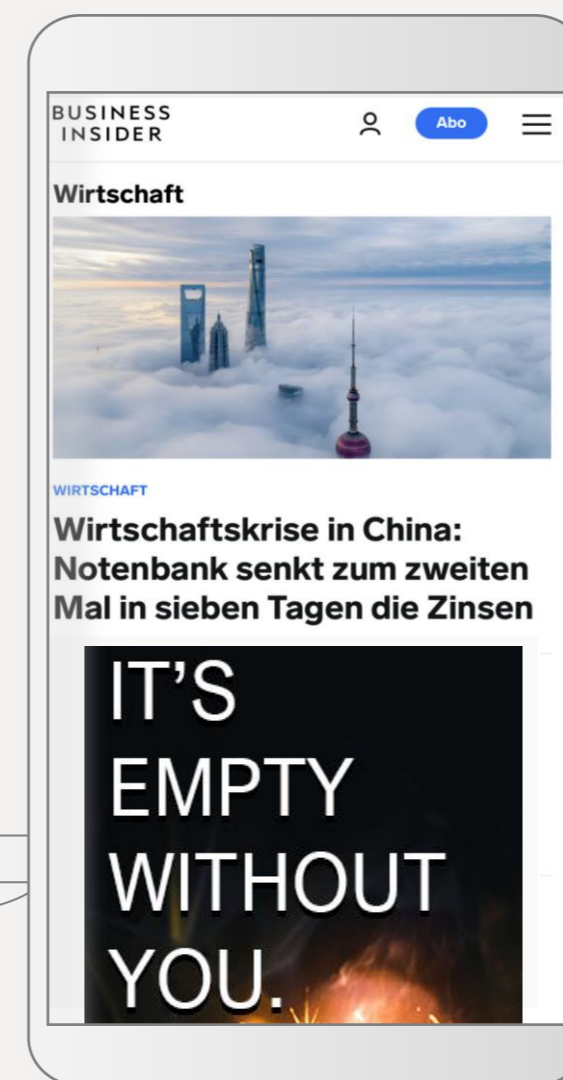 BUSINESS
INSIDER
Abo
Wirtschaft
WIRTSCHAFT
Wirtschaftskrise in China:
Notenbank senkt zum zweiten
Mal in sieben Tagen die Zinsen
IT’S
EMPTY
WITHOUT
YOU.